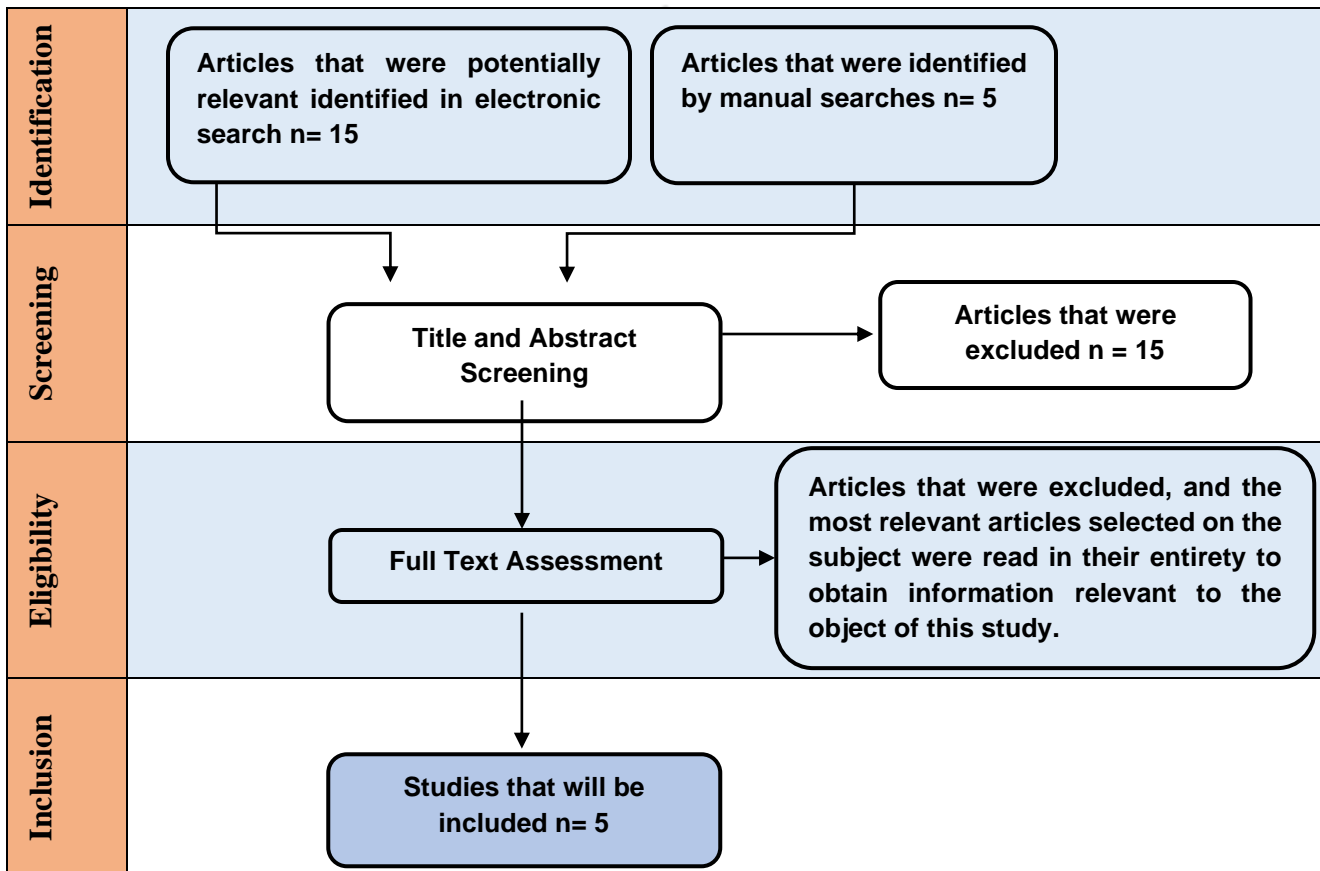 Identification
Articles that were potentially
relevant identified in electronic
search n= 15
Articles that were identified
by manual searches n= 5
Screening
Title and Abstract
Screening
Articles that were
excluded n = 15
Eligibility
Full Text Assessment
Articles that were excluded, and the
most relevant articles selected on the
subject were read in their entirety to
obtain information relevant to the
object of this study.
Inclusion
Studies that will be
included n= 5